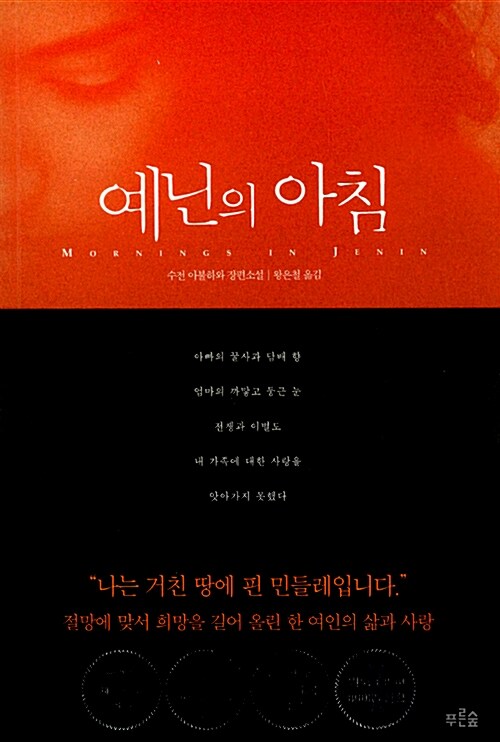 예닌의 아침
MORNINGS IN JENIN
수전 아불하와 장편소설 | 왕은철 옮김
아빠의 꿀사과 담배 향
엄마의 까맣고 둥근 눈
전쟁과 이별도
내 가족에 대한 사랑을
앗아가지 못했다
“나는 거친 땅에 핀 민들레입니다.”
절망에 맞서 희망을 길어 올린 한 여인의 삶과 사랑
푸른숲